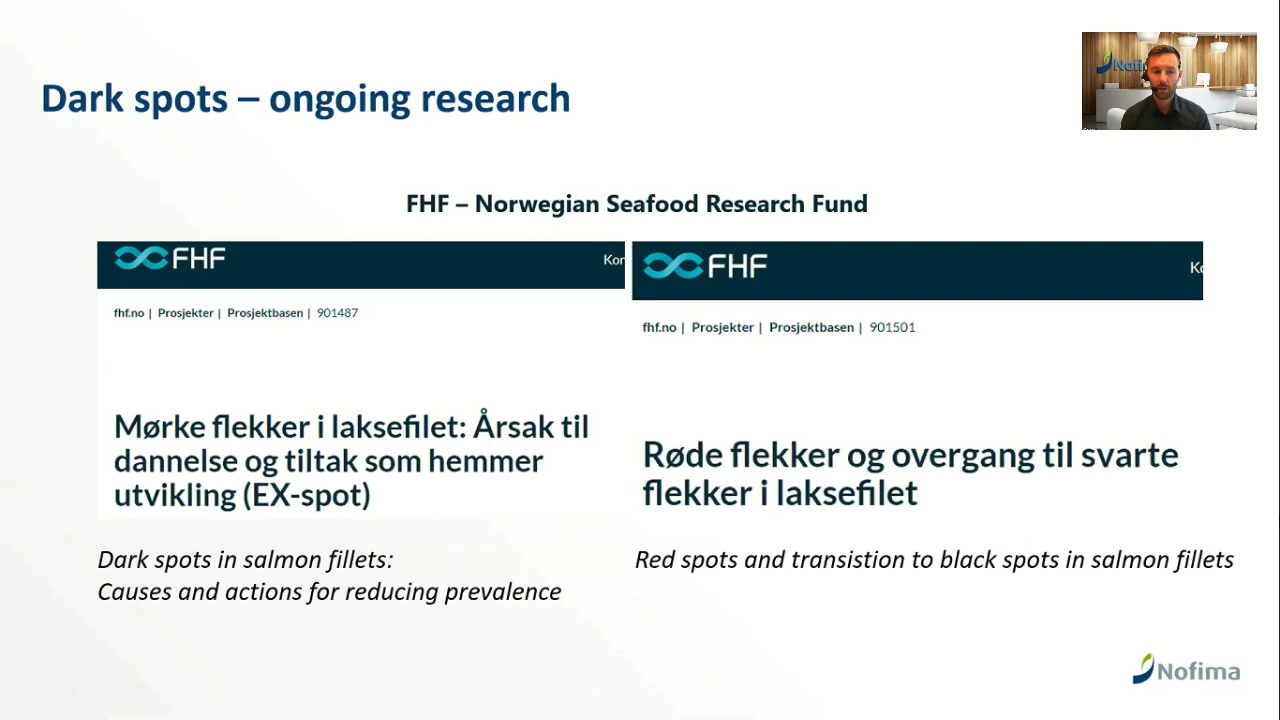 Dark spots – ongoing research
FHF – Norwegian Seafood Research Fund
FHF
fhf.no | Prosjekter | Prosjektbasen | 901487
Mørke flekker i laksefilet: Årsak til
dannelse og tiltak som hemmer
utvikling (EX-spot)
Dark spots in salmon fillets:
Causes and actions for reducing prevalence
FHF
fhf.no | Prosjekter | Prosjektbasen | 901501
Røde flekker og overgang til svarte
flekker i laksefilet
Red spots and transistion to black spots in salmon fillets
Nofima